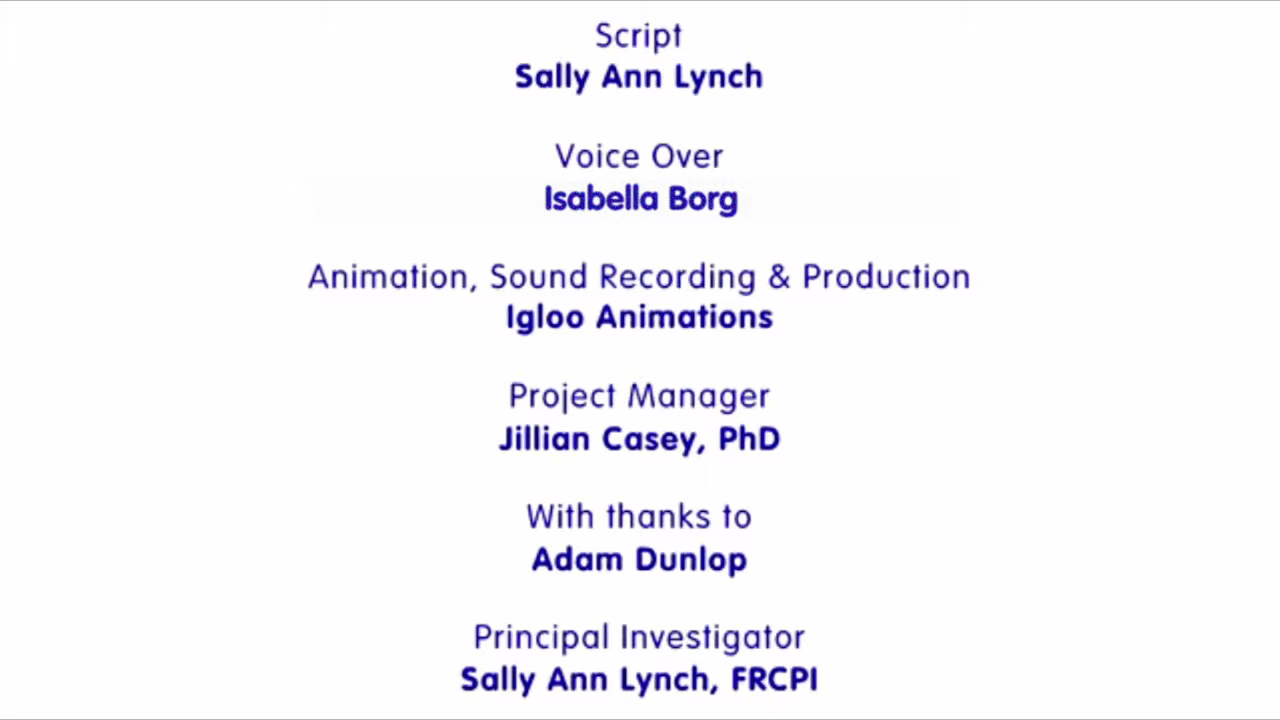 Script
Sally Ann Lynch
Voice Over
Isabella Borg
Animation, Sound Recording & Production
Igloo Animations
Project Manager
Jillian Casey, PhD
With thanks to
Adam Dunlop
Principal Investigator
Sally Ann Lynch, FRCPI